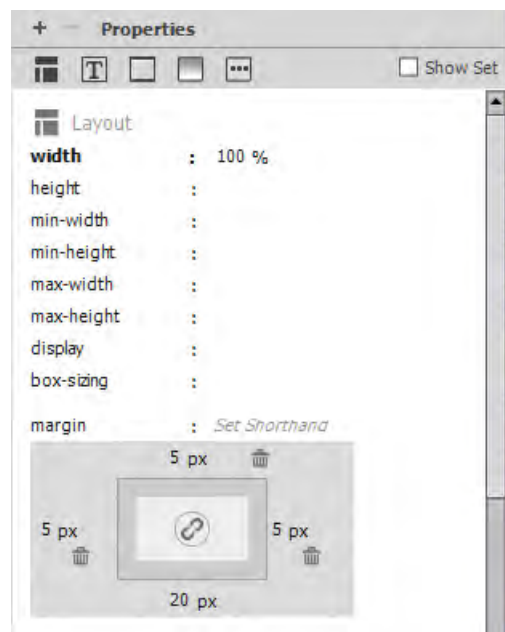 + − Properties
T Show Set
Layout
width : 100 %
height :
min-width :
min-height :
max-width :
max-height :
display :
box-sizing :
margin : Set Shorthand
5 px
5 px 5 px
20 px